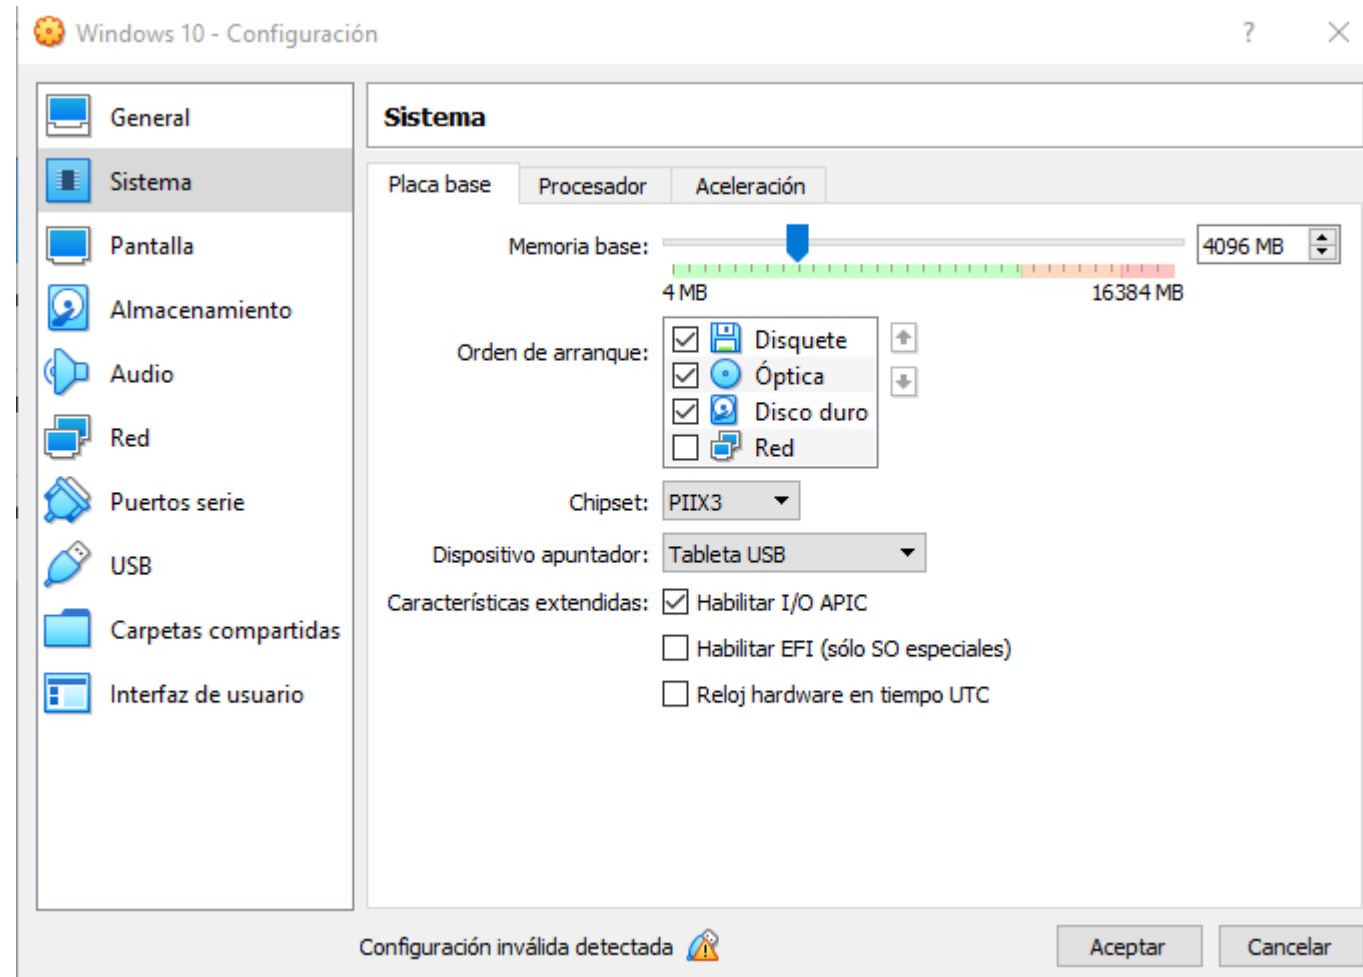 Windows 10 - Configuración
?
General
Sistema
Pantalla
Almacenamiento
Audio
Red
Puertos serie
USB
Carpetas compartidas
Interfaz de usuario
Sistema
Placa base Procesador Aceleración
Memoria base: 4096 MB
4 MB 16384 MB
Orden de arranque:
Disquete
Óptica
Disco duro
Red
Chipset: PIIX3
Dispositivo apuntador: Tableta USB
Características extendidas: Habilitar I/O APIC
Habilitar EFI (sólo SO especiales)
Reloj hardware en tiempo UTC
Configuración inválida detectada
Aceptar Cancelar